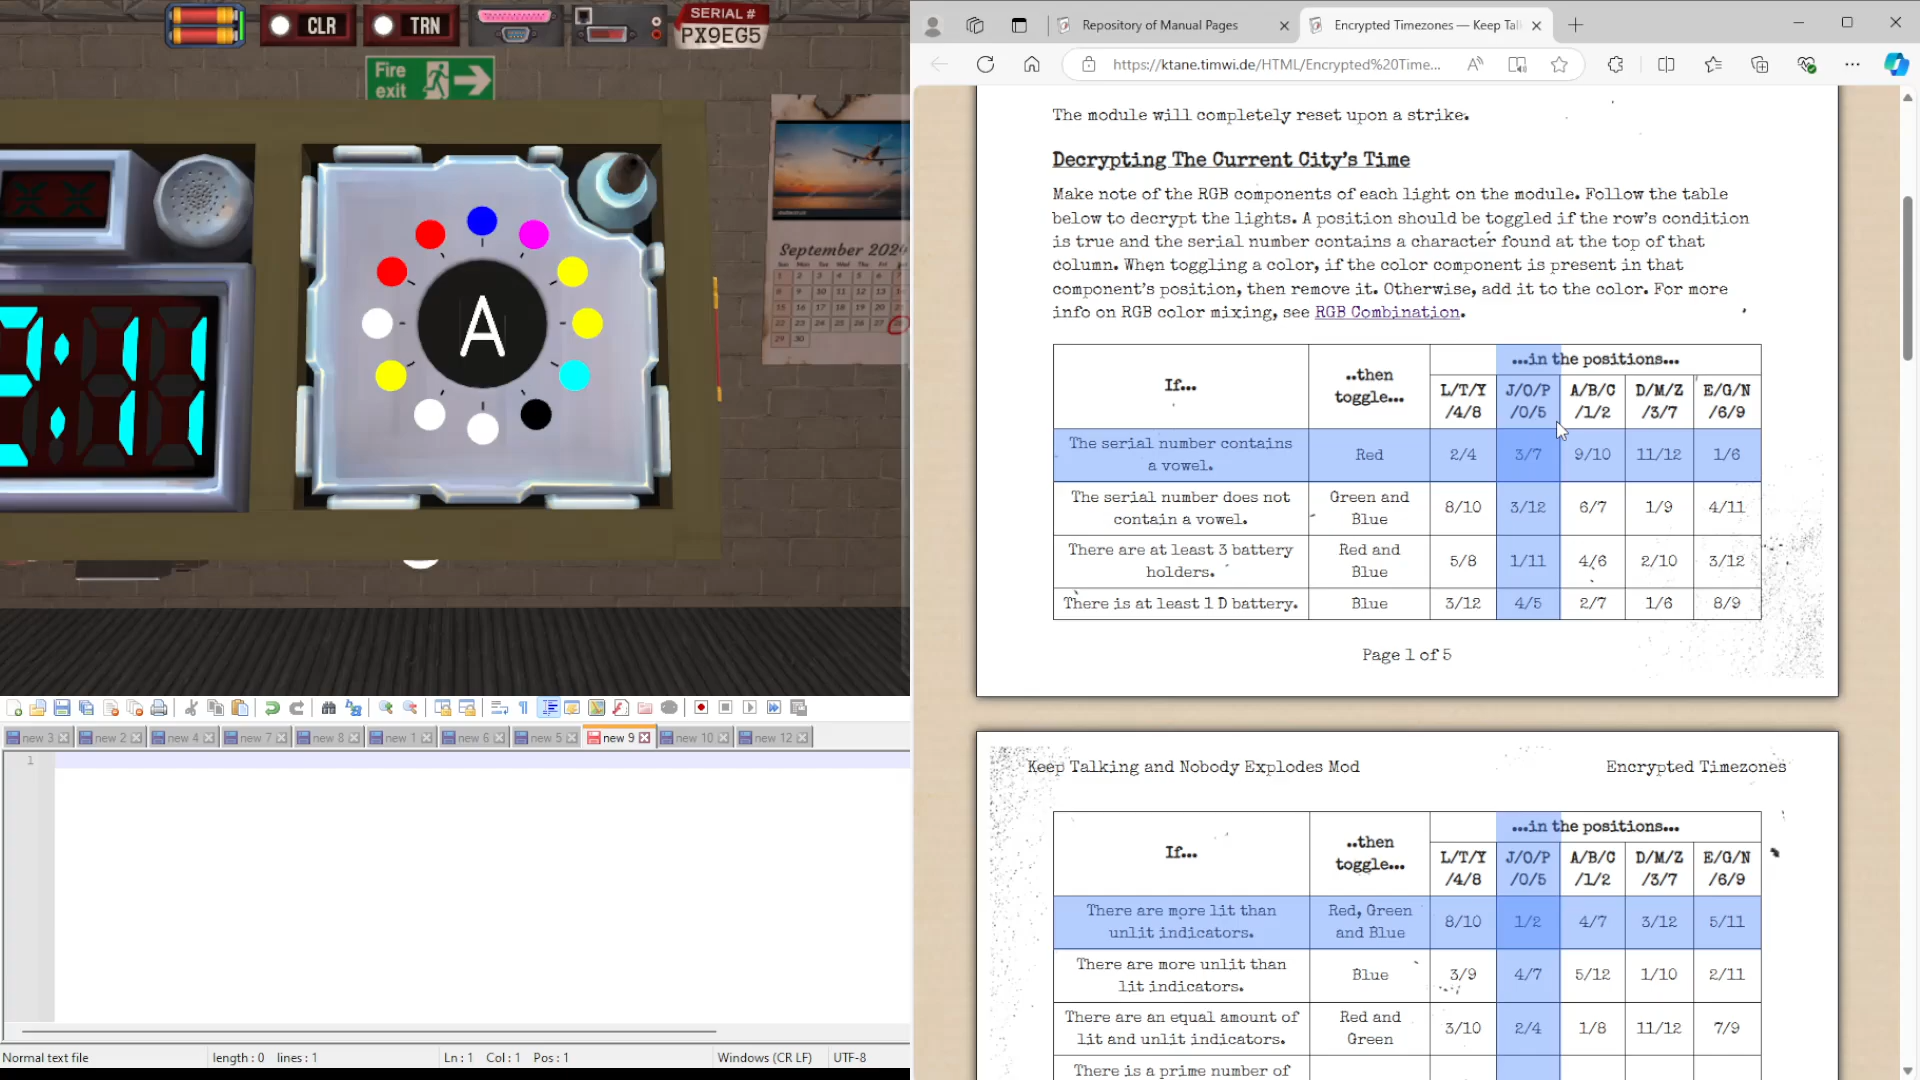 CLR
TRN
SERIAL #
PX9EG5
Fire
exit
September 2024
A
:11
:11
Repository of Manual Pages
Encrypted Timezones — Keep Tal
https://ktane.timwi.de/HTML/Encrypted%20Time...
The module will completely reset upon a strike.
Decrypting The Current City's Time
Make note of the RGB components of each light on the module. Follow the table
below to decrypt the lights. A position should be toggled if the row's condition
is true and the serial number contains a character found at the top of that
column. When toggling a color, if the color component is present in that
component's position, then remove it. Otherwise, add it to the color. For more
info on RGB color mixing, see RGB Combination.
If... ..then toggle... ...in the positions...
L/T/Y/4/8 J/O/P/0/5 A/B/C/1/2 D/M/Z/3/7 E/G/N/6/9
The serial number contains a vowel. Red 2/4 3/7 9/10 11/12 1/6
The serial number does not contain a vowel. Green and Blue 8/10 3/12 6/7 1/9 4/11
There are at least 3 battery holders. Red and Blue 5/8 1/11 4/6 2/10 3/12
There is at least 1 D battery. Blue 3/12 4/5 2/7 1/6 8/9
Page 1 of 5
Keep Talking and Nobody Explodes Mod
Encrypted Timezones
If... ..then toggle... ...in the positions...
L/T/Y/4/8 J/O/P/0/5 A/B/C/1/2 D/M/Z/3/7 E/G/N/6/9
There are more lit than unlit indicators. Red, Green and Blue 8/10 1/2 4/7 3/12 5/11
There are more unlit than lit indicators. Blue 3/9 4/7 5/12 1/10 2/11
There are an equal amount of lit and unlit indicators. Red and Green 3/10 2/4 1/8 11/12 7/9
There is a prime number of
new 3 new 2 new 4 new 7 new 8 new 1 new 6 new 5 new 9 new 10 new 12
1
Normal text file length : 0 lines : 1 Ln : 1 Col : 1 Pos : 1 Windows (CR LF) UTF-8